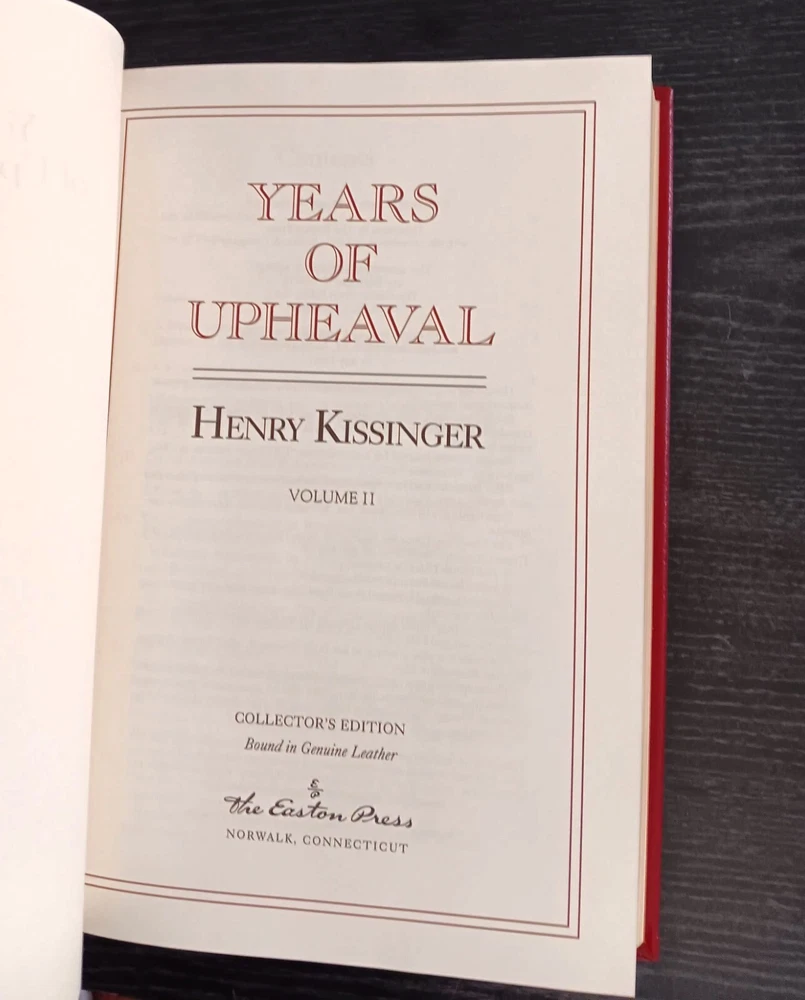 YEARS
OF
UPHEAVAL
HENRY KISSINGER
VOLUME II
COLLECTOR'S EDITION
Bound in Genuine Leather
E/P
The Easton Press
NORWALK, CONNECTICUT